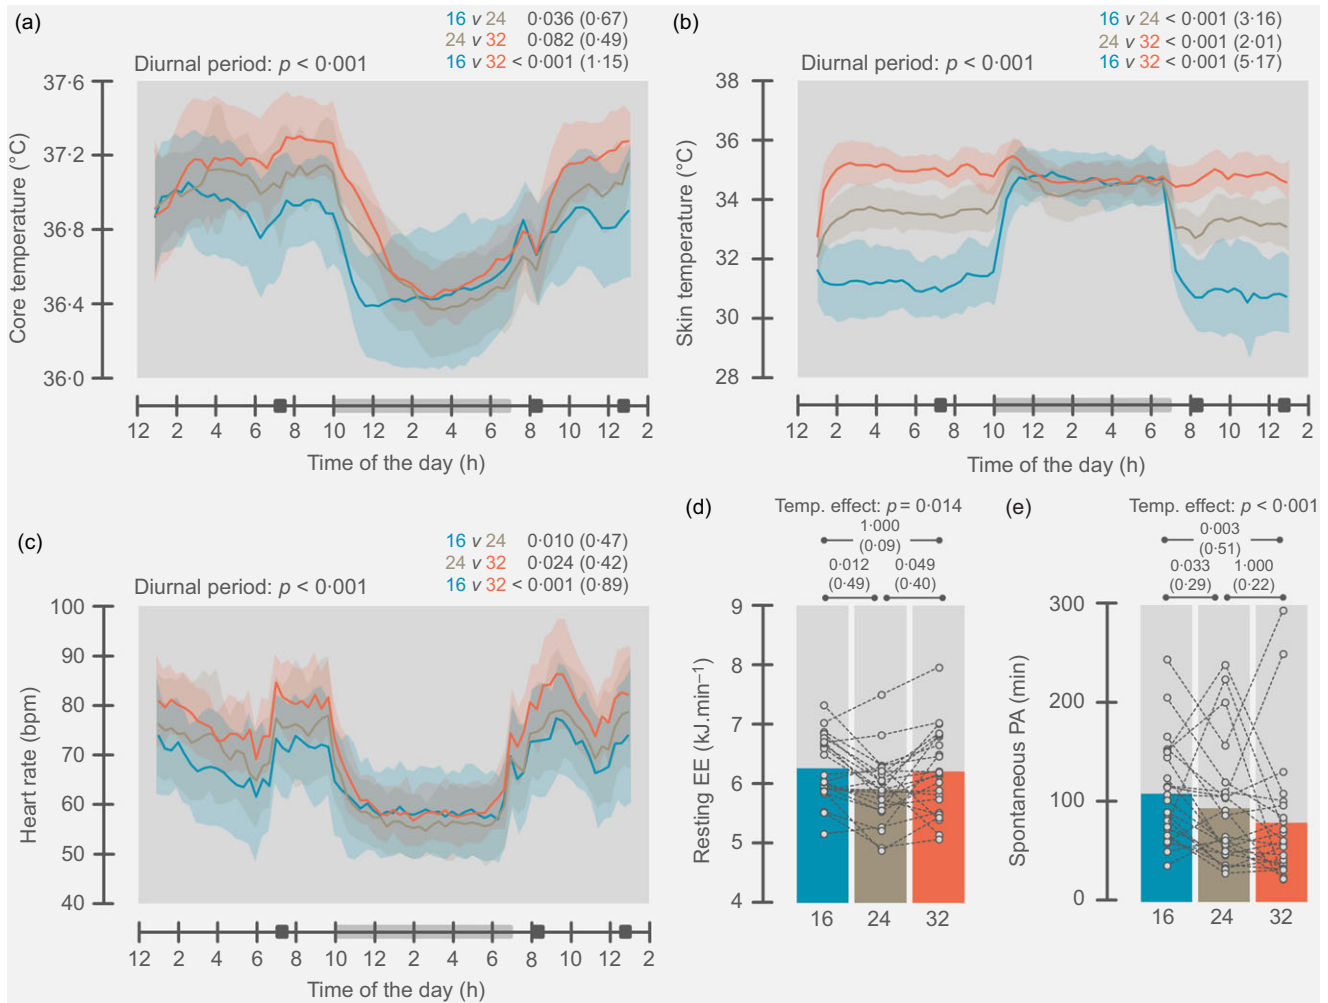 (a)
16 v 24 0·036 (0·67)
24 v 32 0·082 (0·49)
Diurnal period: p < 0·001
16 v 32 < 0·001 (1·15)
37·6
37·2
36·8
36·4
36·0
Core temperature (°C)
12 2 4 6 8 10 12 2 4 6 8 10 12 2
Time of the day (h)
(b)
16 v 24 < 0·001 (3·16)
24 v 32 < 0·001 (2·01)
Diurnal period: p < 0·001
16 v 32 < 0·001 (5·17)
38
36
34
32
30
28
Skin temperature (°C)
12 2 4 6 8 10 12 2 4 6 8 10 12 2
Time of the day (h)
(c)
16 v 24 0·010 (0·47)
24 v 32 0·024 (0·42)
Diurnal period: p < 0·001
16 v 32 < 0·001 (0·89)
100
90
80
70
60
50
40
Heart rate (bpm)
12 2 4 6 8 10 12 2 4 6 8 10 12 2
Time of the day (h)
(d)
Temp. effect: p = 0·014
1·000
(0·09)
0·012 0·049
(0·49) (0·40)
9
8
7
6
5
4
Resting EE (kJ.min⁻¹)
16 24 32
(e)
Temp. effect: p < 0·001
0·003
(0·51)
0·033 1·000
(0·29) (0·22)
300
200
100
0
Spontaneous PA (min)
16 24 32